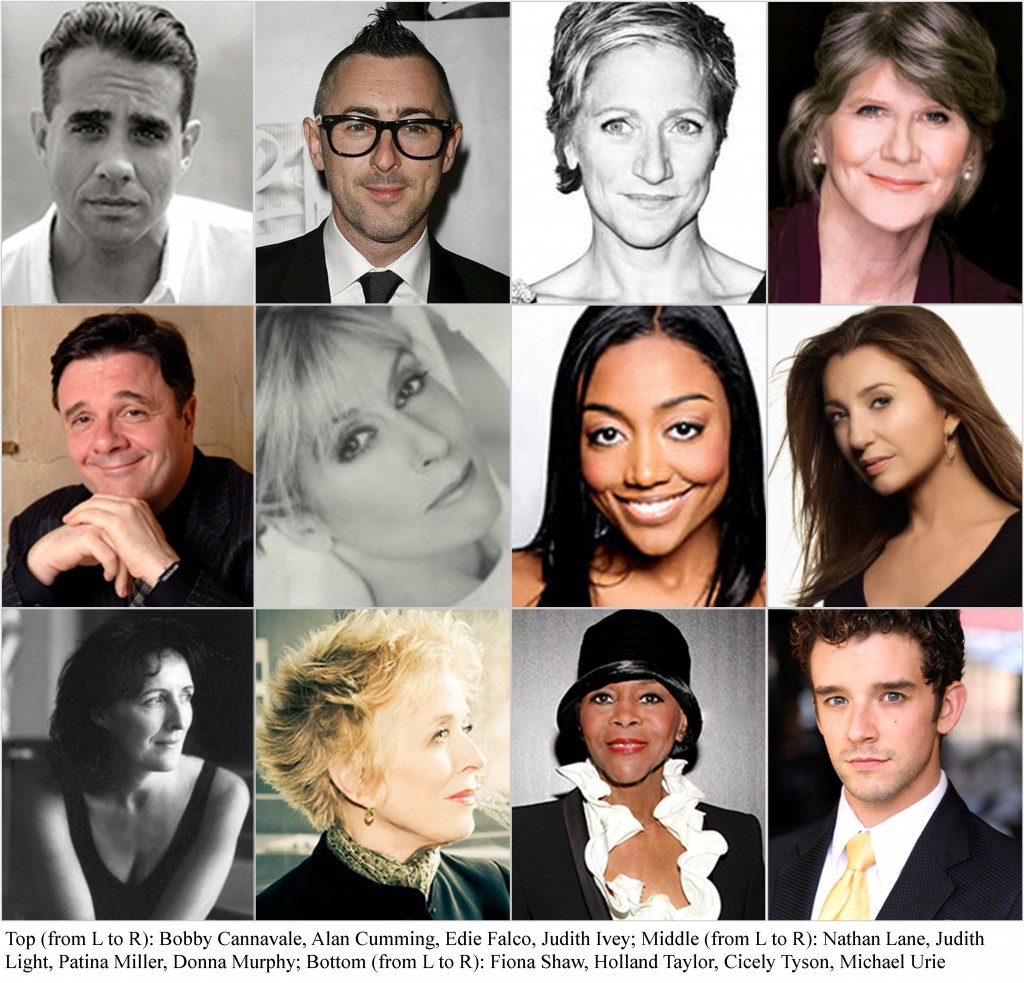 Top (from L to R): Bobby Cannavale, Alan Cumming, Edie Falco, Judith Ivey; Middle (from L to R): Nathan Lane, Judith
Light, Patina Miller, Donna Murphy; Bottom (from L to R): Fiona Shaw, Holland Taylor, Cicely Tyson, Michael Urie